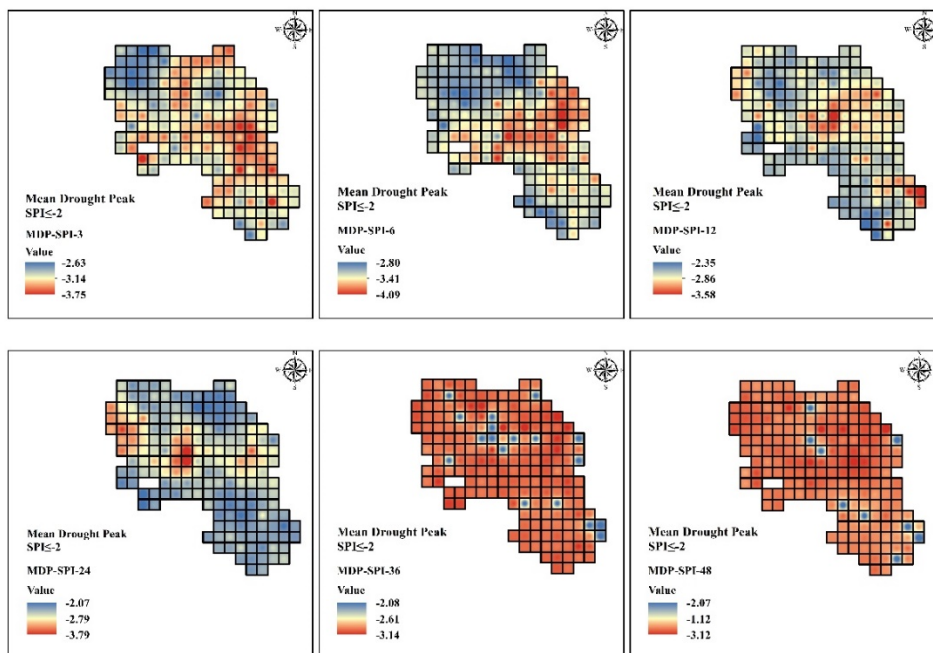 N
W
S
Mean Drought Peak
SPI≤-2
MDP-SPI-3
Value
-2.63
-3.14
-3.75
N
W
S
Mean Drought Peak
SPI≤-2
MDP-SPI-6
Value
-2.80
-3.41
-4.09
W
Mean Drought Peak
SPI≤-2
MDP-SPI-12
Value
-2.35
-2.86
-3.58
N
W
S
Mean Drought Peak
SPI≤-2
MDP-SPI-24
Value
-2.07
-2.79
-3.79
W
S
Mean Drought Peak
SPI≤-2
MDP-SPI-36
Value
-2.08
-2.61
-3.14
W
S
Mean Drought Peak
SPI≤-2
MDP-SPI-48
Value
-2.07
-1.12
-3.12